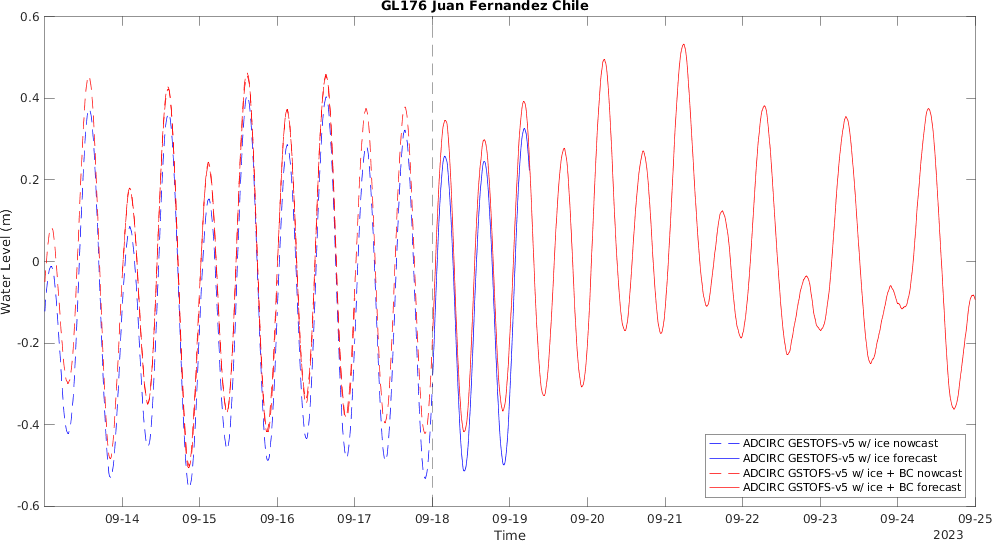 GL176 Juan Fernandez Chile
Water Level (m)
0.6
0.4
0.2
0
-0.2
-0.4
-0.6
ADCIRC GESTOFS-v5 w/ ice nowcast
ADCIRC GESTOFS-v5 w/ ice forecast
ADCIRC GSTOFS-v5 w/ ice + BC nowcast
ADCIRC GSTOFS-v5 w/ ice + BC forecast
09-14 09-15 09-16 09-17 09-18 09-19 09-20 09-21 09-22 09-23 09-24 09-25
Time
2023